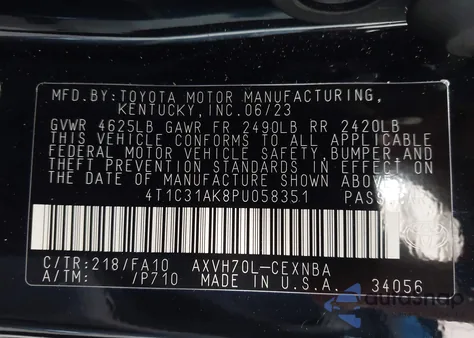 MFD.BY:TOYOTA MOTOR MANUFACTURING,
KENTUCKY,INC.06/23
GVWR 4625LB GAWR FR 2490LB RR 2420LB
THIS VEHICLE CONFORMS TO ALL APPLICABLE
FEDERAL MOTOR VEHICLE SAFETY,BUMPER,AND
THEFT PREVENTION STANDARDS IN EFFECT ON
THE DATE OF MANUFACTURE SHOWN ABOVE.
4T1C31AK8PU058351 PASS
C/TR:218/FA10 AXVH70L-CEXNBA
A/TM: /P710 MADE IN U.S.A. 34056
autosnap